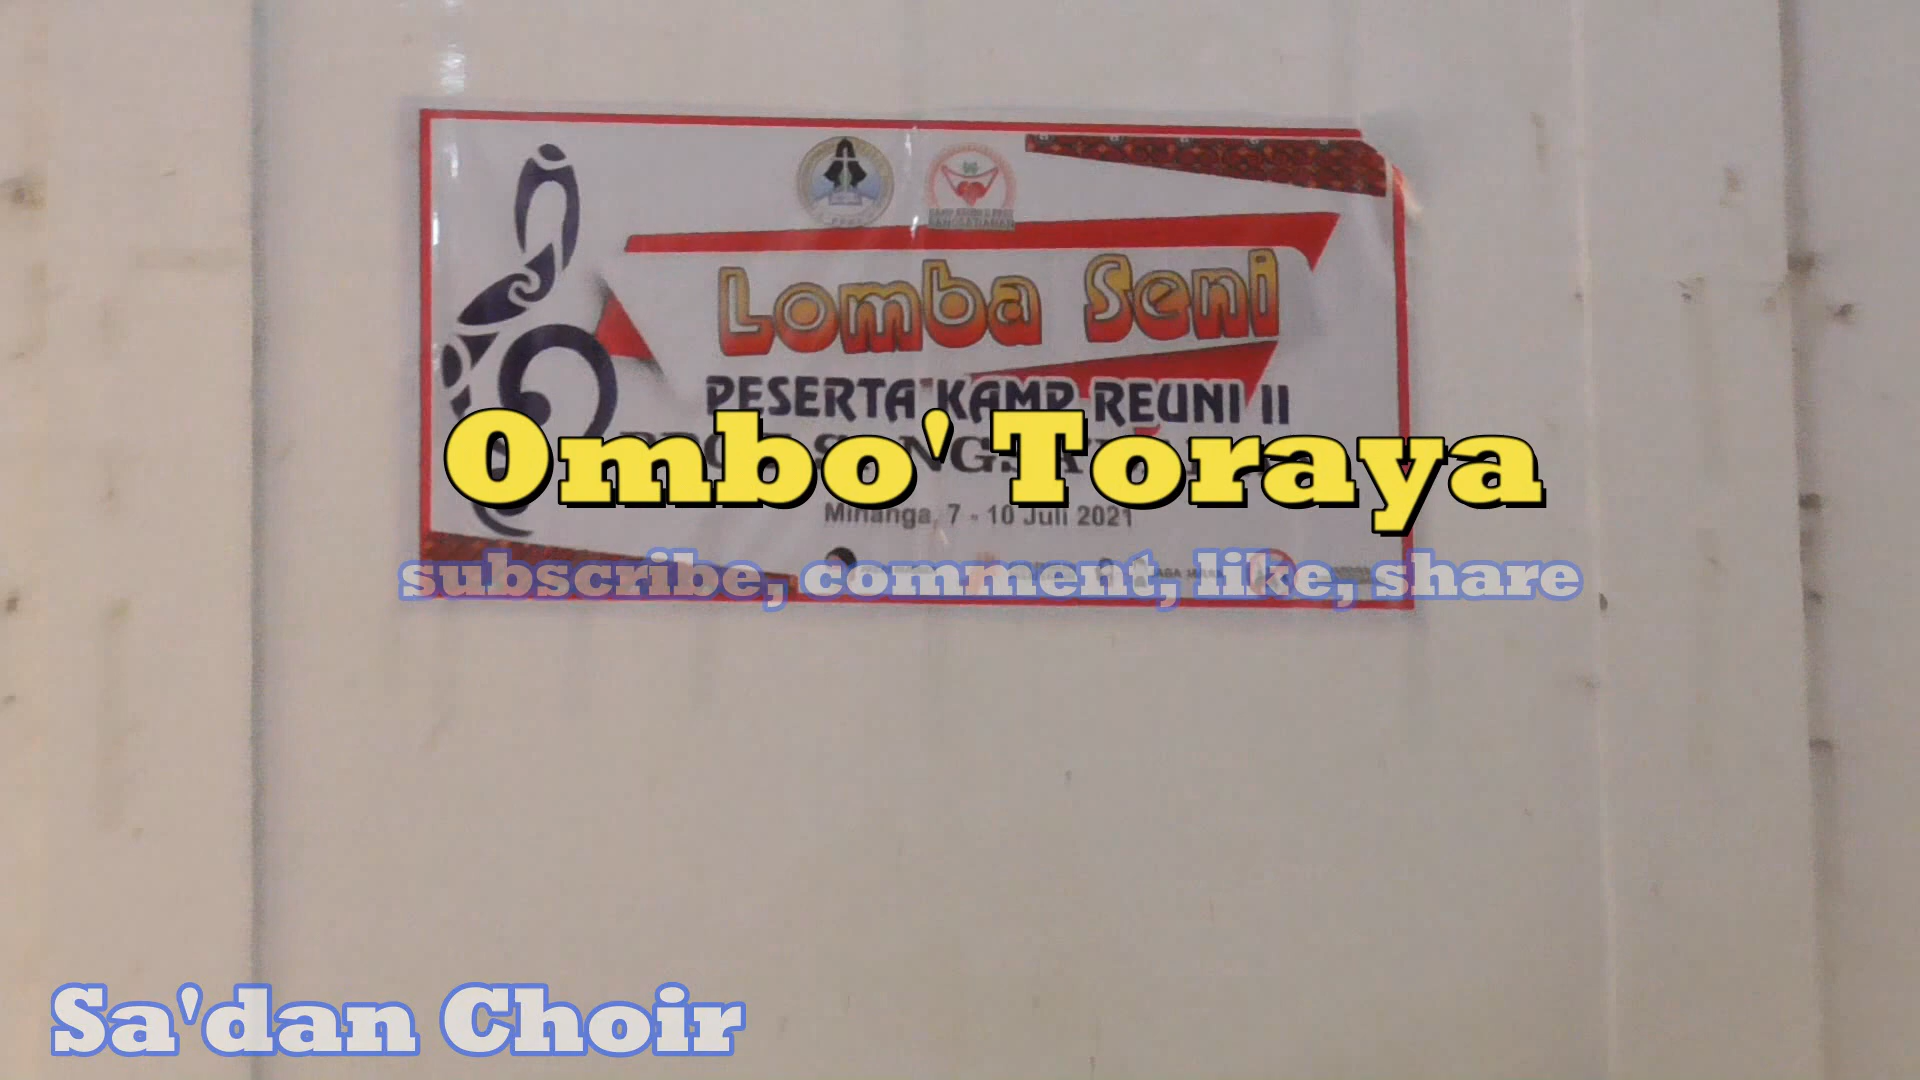 Lomba Seni
PESERTA KAMP REUNI II
Ombo' Toraya
Minanga, 7 - 10 Juli 2021
subscribe, comment, like, share
Sa'dan Choir